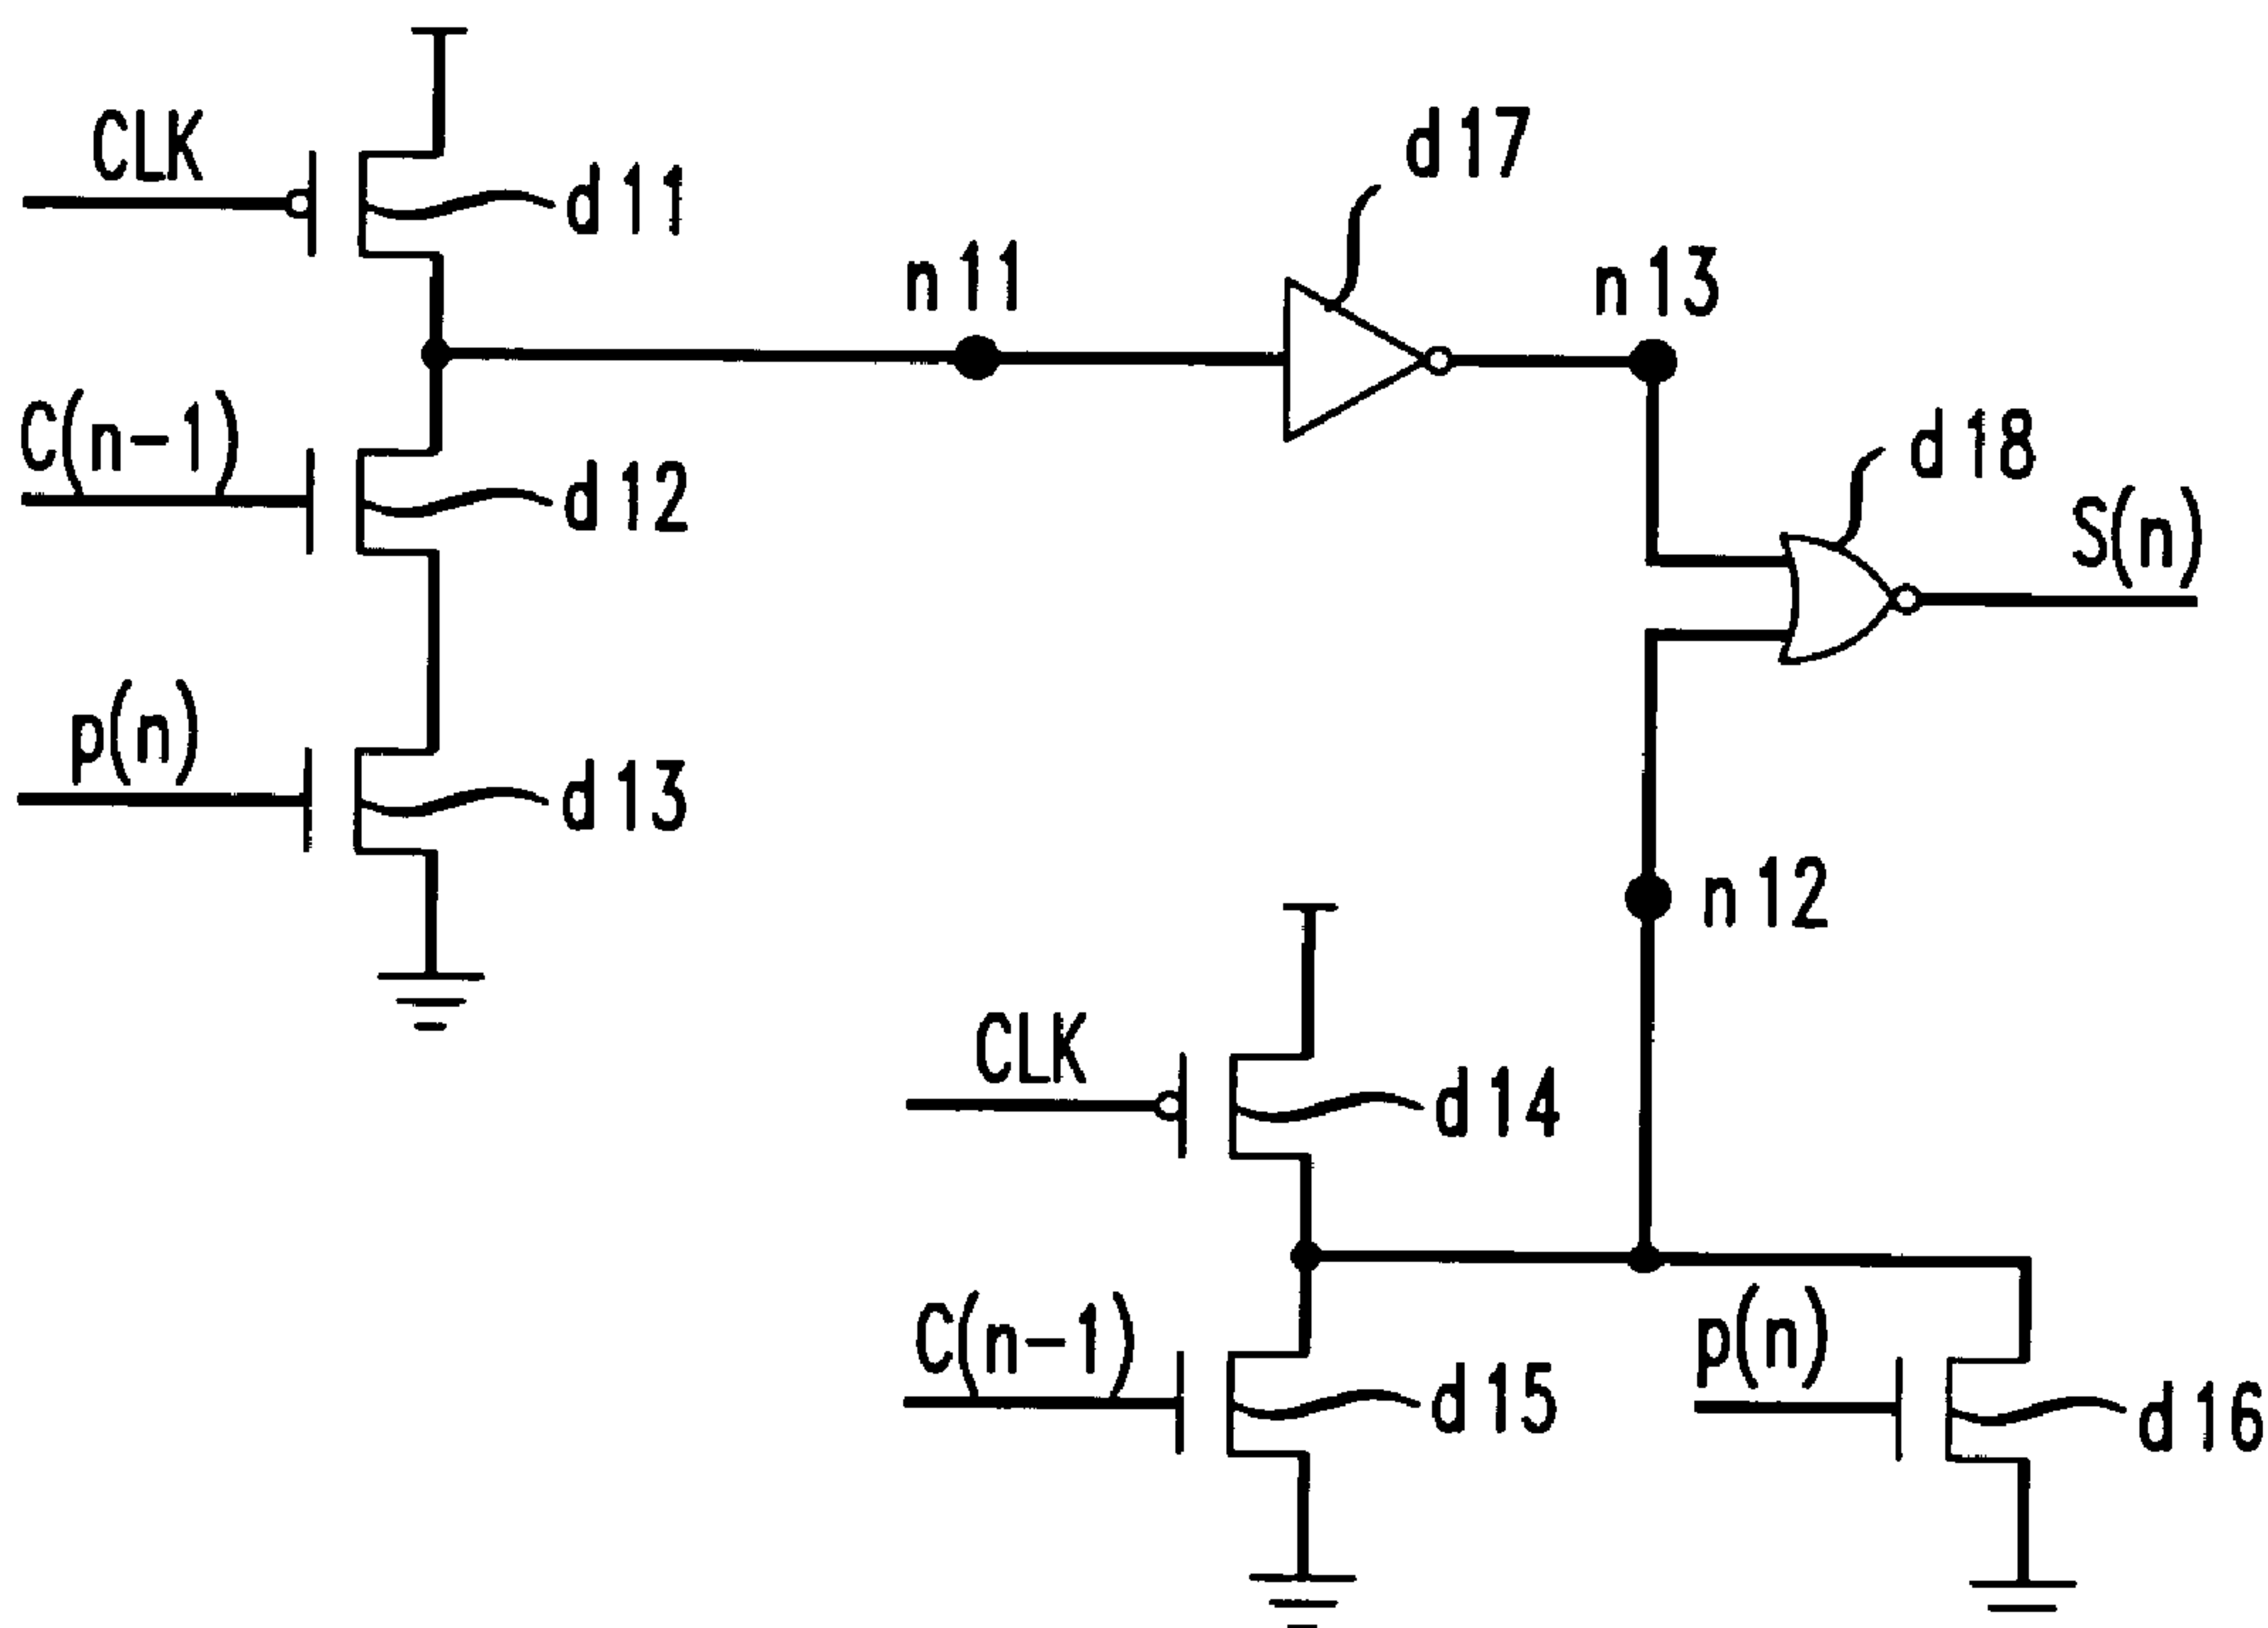 CLK
d11
d17
n11
n13
C(n-1)
d12
d18
S(n)
p(n)
d13
n12
CLK
d14
C(n-1)
d15
p(n)
d16